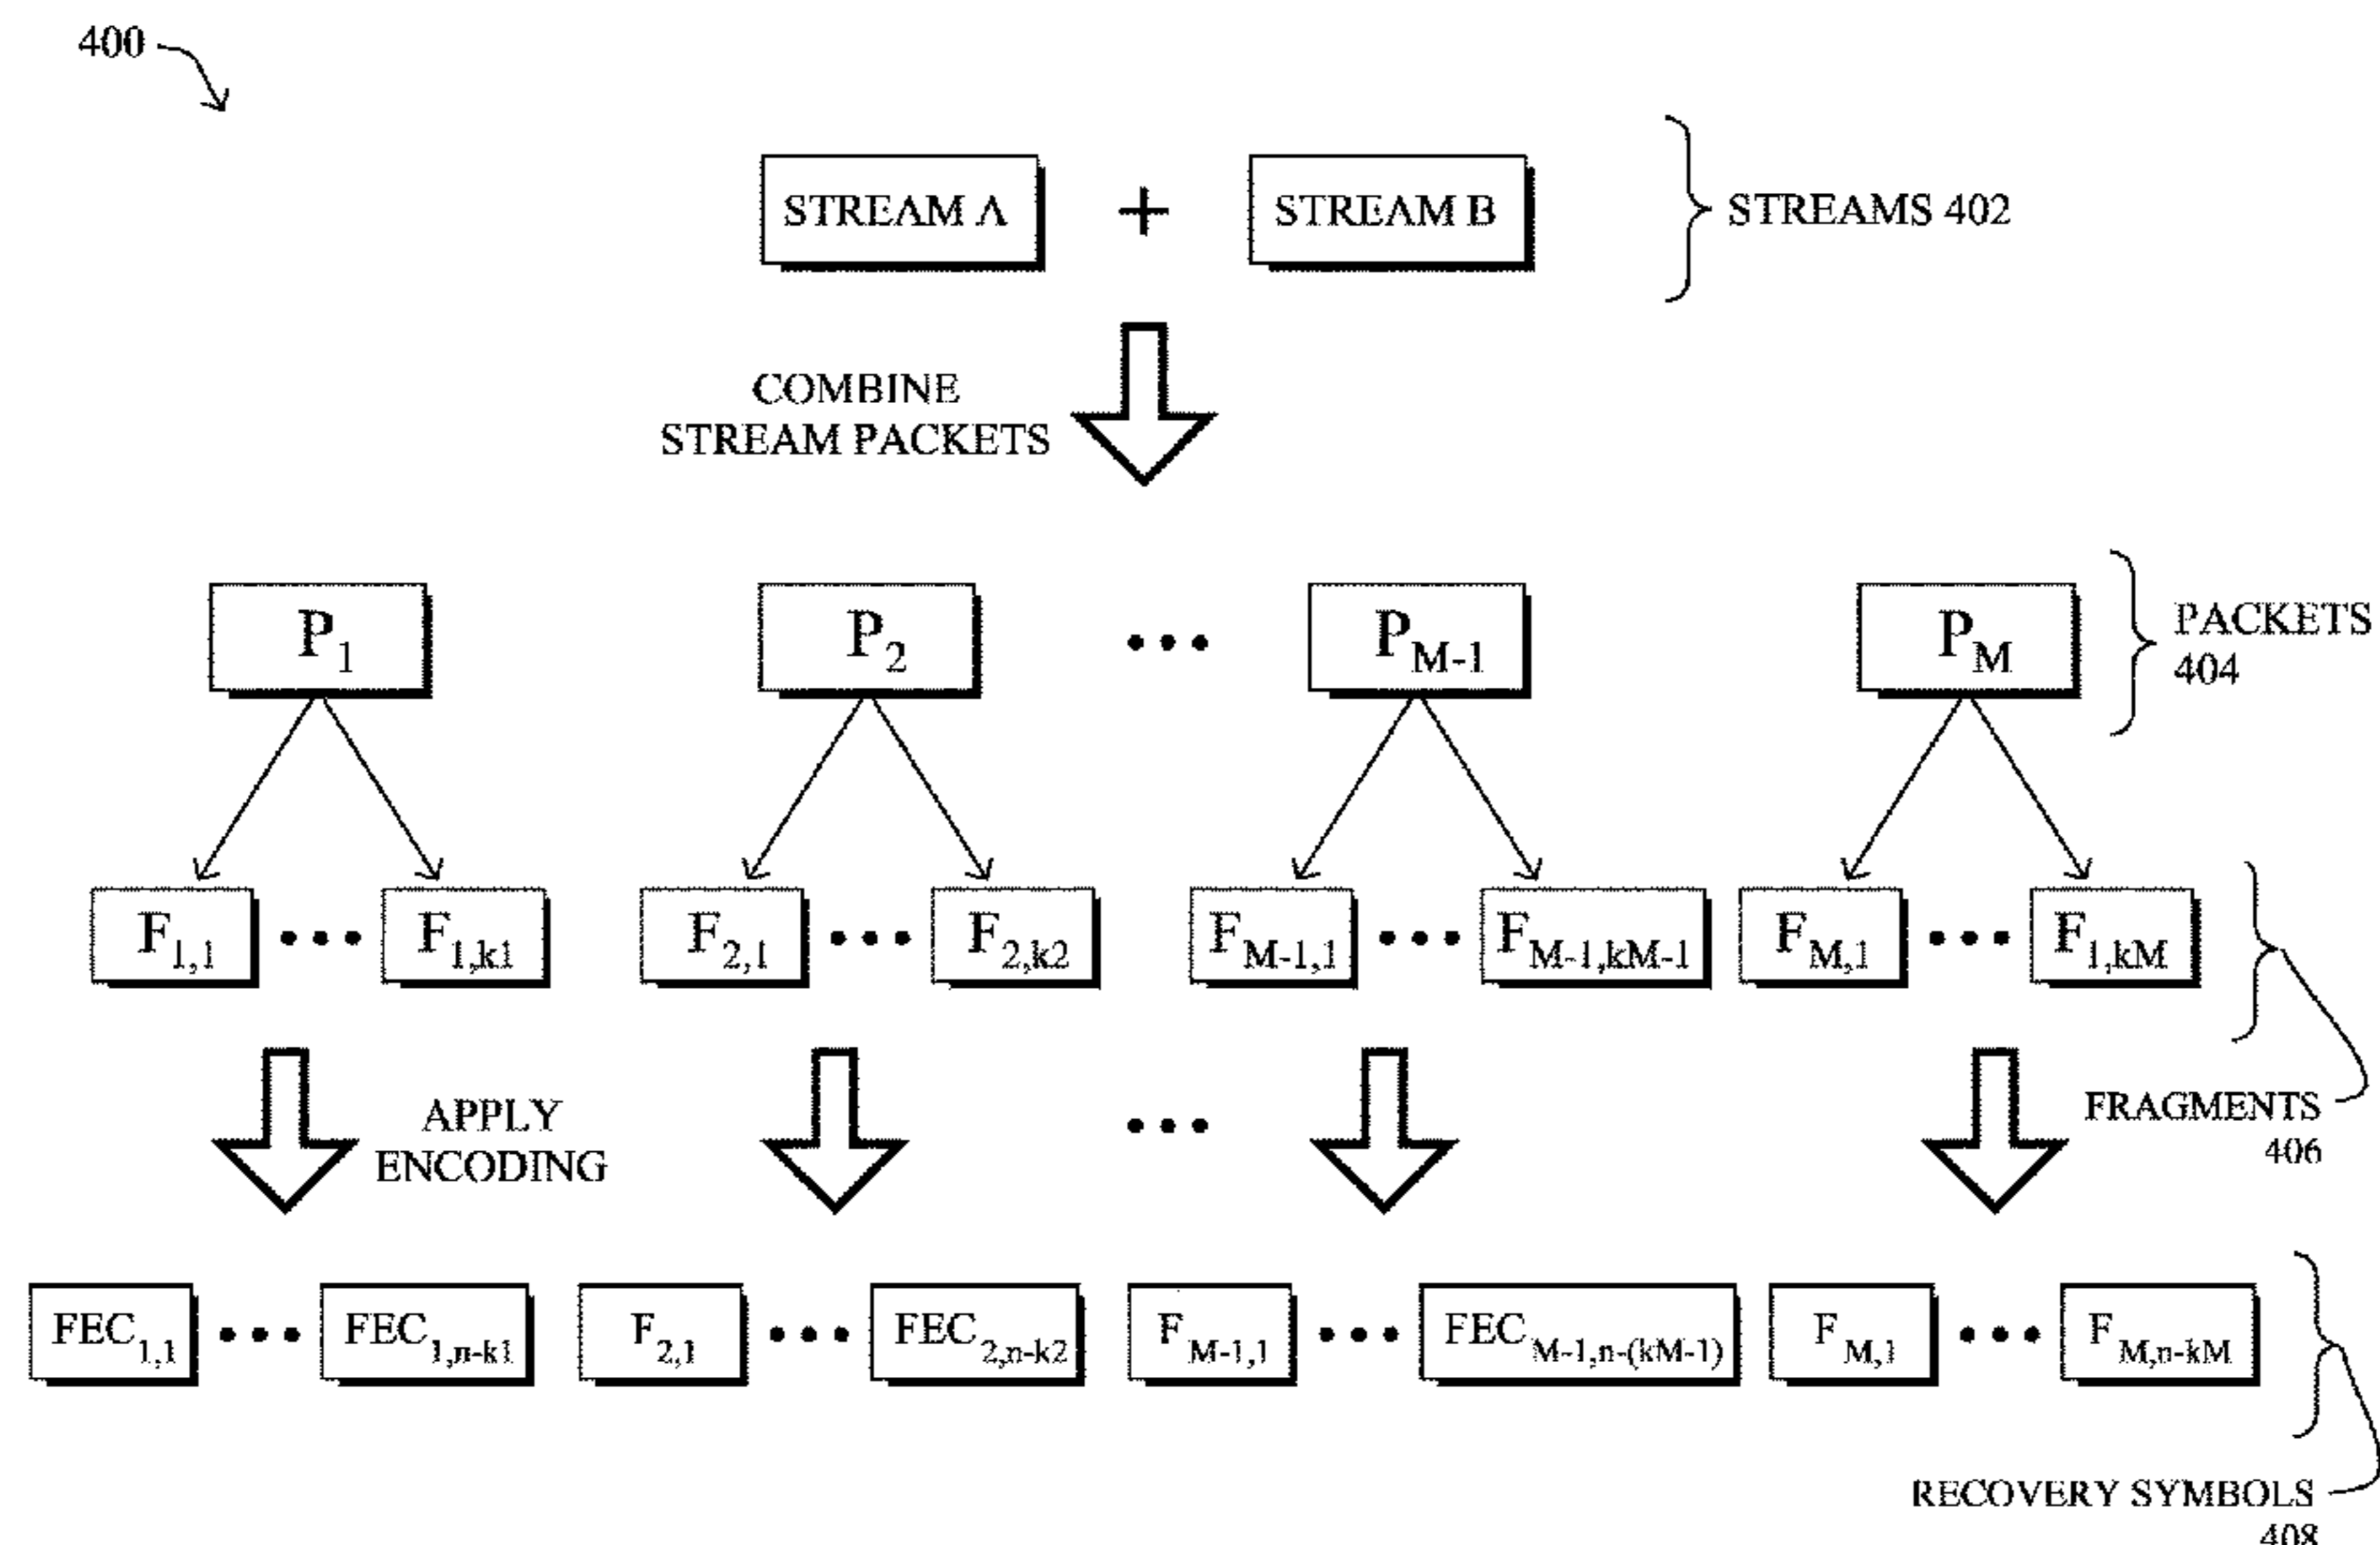 400
STREAM A + STREAM B
STREAMS 402
COMBINE
STREAM PACKETS
P1 P2 ••• PM-1 PM
PACKETS
404
F1,1 ••• F1,k1 F2,1 ••• F2,k2 FM-1,1 ••• FM-1,kM-1 FM,1 ••• F1,kM
APPLY
ENCODING
•••
FRAGMENTS
406
FEC1,1 ••• FEC1,n-k1 F2,1 ••• FEC2,n-k2 FM-1,1 ••• FECM-1,n-(kM-1) FM,1 ••• FM,n-kM
RECOVERY SYMBOLS
408